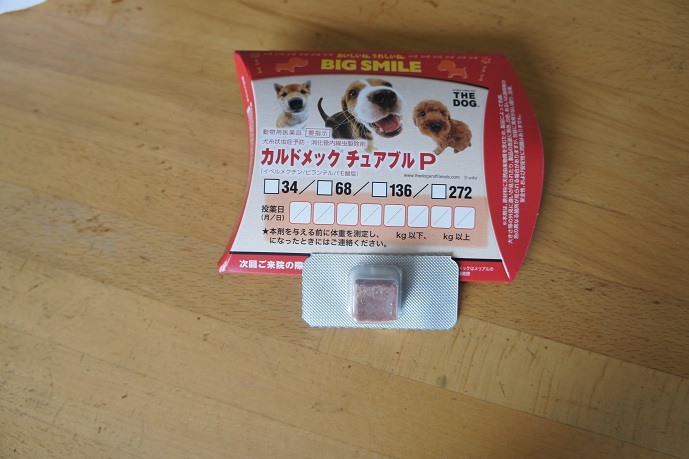 おいしいね、うれしいね。
BIG SMILE
THE
DOG
動物用医薬品 要指示
犬糸状虫症予防・消化管内線虫駆除剤
カルドメック チュアブル P
(イベルメクチン/ピランテルパモ酸塩)
www.thedogandfriends.com
34/ 68/ 136/ 272
投薬日
(月/日)
★本剤を与える前に体重を測定し、 kg 以下、 kg 以上
になったときにはご連絡ください。
次回ご来院の際